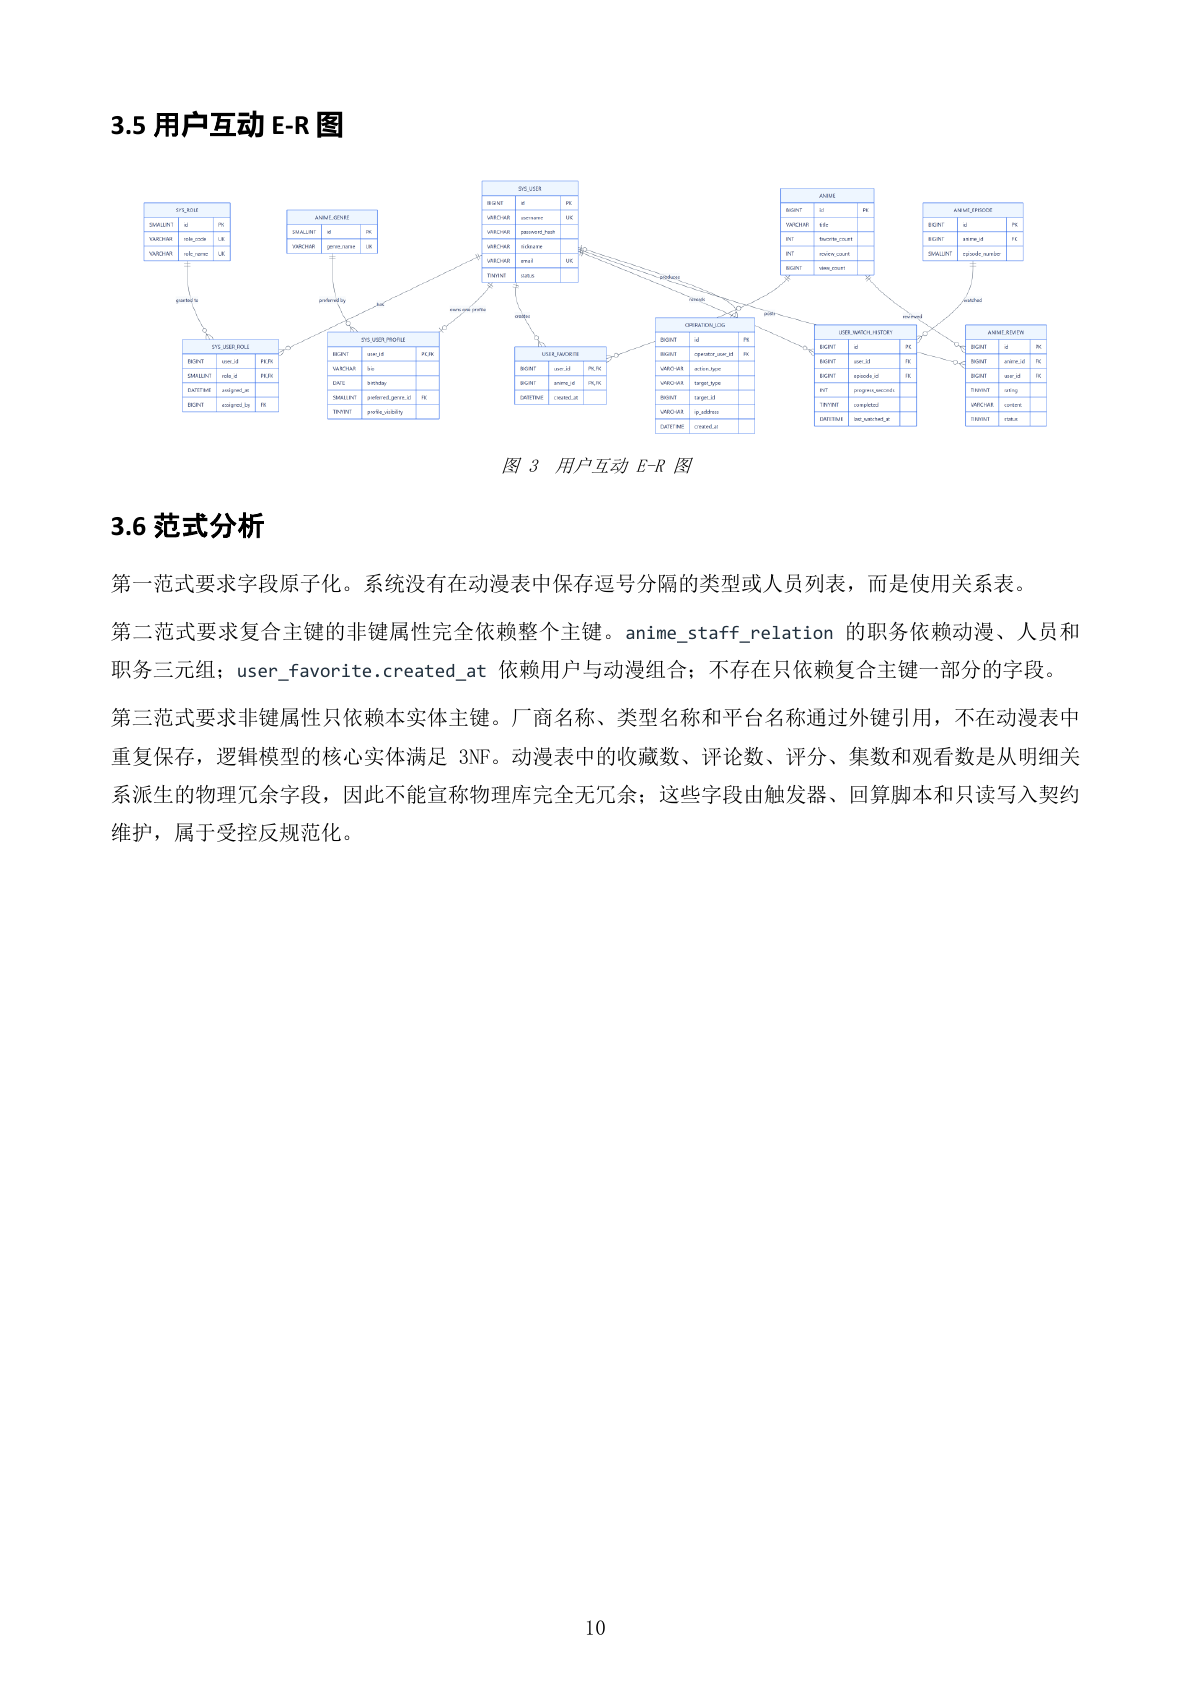 3.5 用户互动 E-R 图
SYS_USER
BIGINT id PK
VARCHAR username UK
VARCHAR password_hash
VARCHAR nickname
VARCHAR email UK
TINYINT status
ANIME
BIGINT id PK
VARCHAR title
INT favorite_count
INT review_count
BIGINT view_count
SYS_ROLE
SMALLINT id PK
VARCHAR role_code UK
VARCHAR role_name UK
ANIME_GENRE
SMALLINT id PK
VARCHAR genre_name UK
ANIME_EPISODE
BIGINT id PK
BIGINT anime_id FK
SMALLINT episode_number
granted to
preferred by
has
owns one profile
creates
produces
records
posts
reviewed
watched
SYS_USER_ROLE
BIGINT user_id PK,FK
SMALLINT role_id PK,FK
DATETIME assigned_at
BIGINT assigned_by FK
SYS_USER_PROFILE
BIGINT user_id PK,FK
VARCHAR bio
DATE birthday
SMALLINT preferred_genre_id FK
TINYINT profile_visibility
USER_FAVORITE
BIGINT user_id PK,FK
BIGINT anime_id PK,FK
DATETIME created_at
OPERATION_LOG
BIGINT id PK
BIGINT operator_user_id FK
VARCHAR action_type
VARCHAR target_type
BIGINT target_id
VARCHAR ip_address
DATETIME created_at
USER_WATCH_HISTORY
BIGINT id PK
BIGINT user_id FK
BIGINT episode_id FK
INT progress_seconds
TINYINT completed
DATETIME last_watched_at
ANIME_REVIEW
BIGINT id PK
BIGINT anime_id FK
BIGINT user_id FK
TINYINT rating
VARCHAR content
TINYINT status
图 3 用户互动 E-R 图
3.6 范式分析
第一范式要求字段原子化。系统没有在动漫表中保存逗号分隔的类型或人员列表，而是使用关系表。
第二范式要求复合主键的非键属性完全依赖整个主键。anime_staff_relation 的职务依赖动漫、人员和
职务三元组；user_favorite.created_at 依赖用户与动漫组合；不存在只依赖复合主键一部分的字段。
第三范式要求非键属性只依赖本实体主键。厂商名称、类型名称和平台名称通过外键引用，不在动漫表中
重复保存，逻辑模型的核心实体满足 3NF。动漫表中的收藏数、评论数、评分、集数和观看数是从明细关
系派生的物理冗余字段，因此不能宣称物理库完全无冗余；这些字段由触发器、回算脚本和只读写入契约
维护，属于受控反规范化。
10